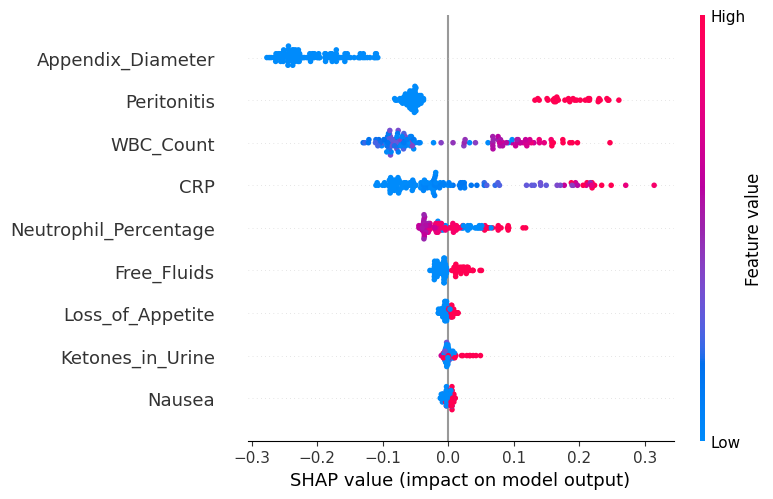 High
Appendix_Diameter
Peritonitis
WBC_Count
CRP
Neutrophil_Percentage
Free_Fluids
Loss_of_Appetite
Ketones_in_Urine
Nausea
Feature value
Low
−0.3 −0.2 −0.1 0.0 0.1 0.2 0.3
SHAP value (impact on model output)